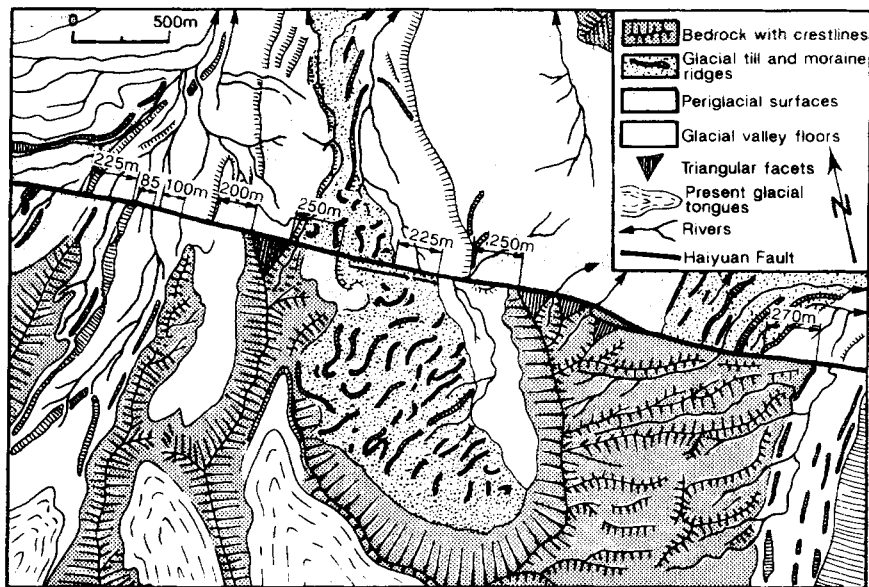 0
500m
Bedrock with crestlines
Glacial till and moraine
ridges
Periglacial surfaces
Glacial valley floors
Triangular facets
Present glacial
tongues
Rivers
Haiyuan Fault
N
225m
85
100m
200m
250m
225m
250m
270m